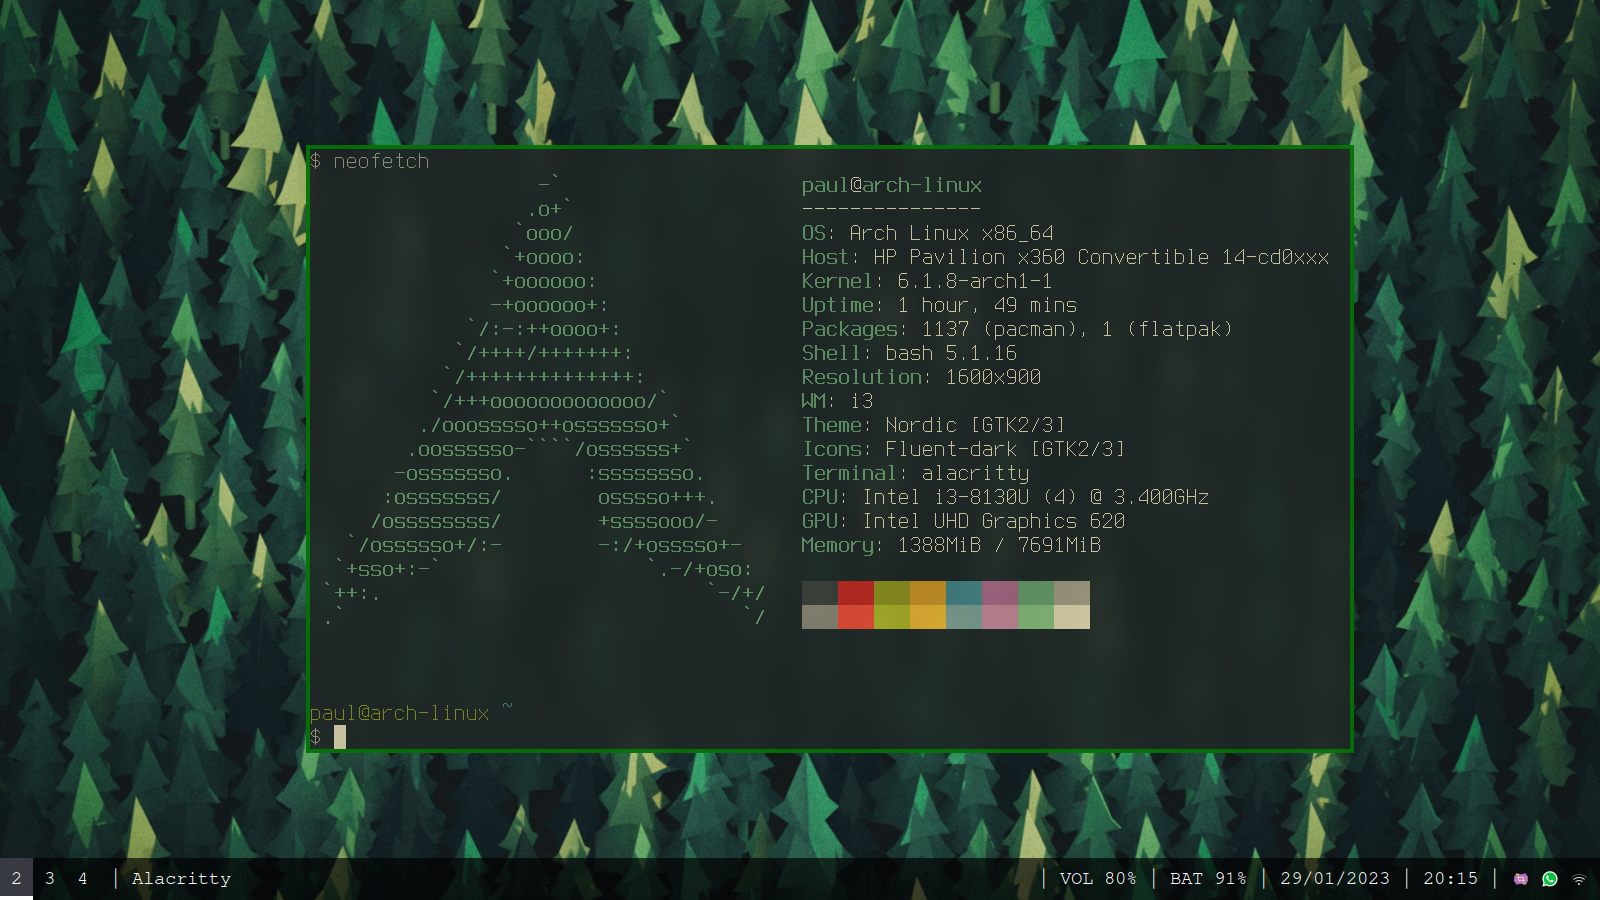 $ neofetch
                   -`
                  .o+`
                 `ooo/
                `+oooo:
               `+oooooo:
               -+oooooo+:
             `/:-:++oooo+:
            `/++++/+++++++:
           `/++++++++++++++:
          `/+++ooooooooooooo/`
         ./ooosssso++osssssso+`
        .oossssso-````/ossssss+`
       -osssssso.      :ssssssso.
      :osssssss/        osssso+++.
     /ossssssss/        +ssssooo/-
   `/ossssso+/:-        -:/+osssso+-
  `+sso+:-`                 `.-/+oso:
 `++:.                           `-/+/
 .`                                 `/
paul@arch-linux
---------------
OS: Arch Linux x86_64
Host: HP Pavilion x360 Convertible 14-cd0xxx
Kernel: 6.1.8-arch1-1
Uptime: 1 hour, 49 mins
Packages: 1137 (pacman), 1 (flatpak)
Shell: bash 5.1.16
Resolution: 1600x900
WM: i3
Theme: Nordic [GTK2/3]
Icons: Fluent-dark [GTK2/3]
Terminal: alacritty
CPU: Intel i3-8130U (4) @ 3.400GHz
GPU: Intel UHD Graphics 620
Memory: 1388MiB / 7691MiB
paul@arch-linux ~
$
2 3 4 | Alacritty | VOL 80% | BAT 91% | 29/01/2023 | 20:15 |